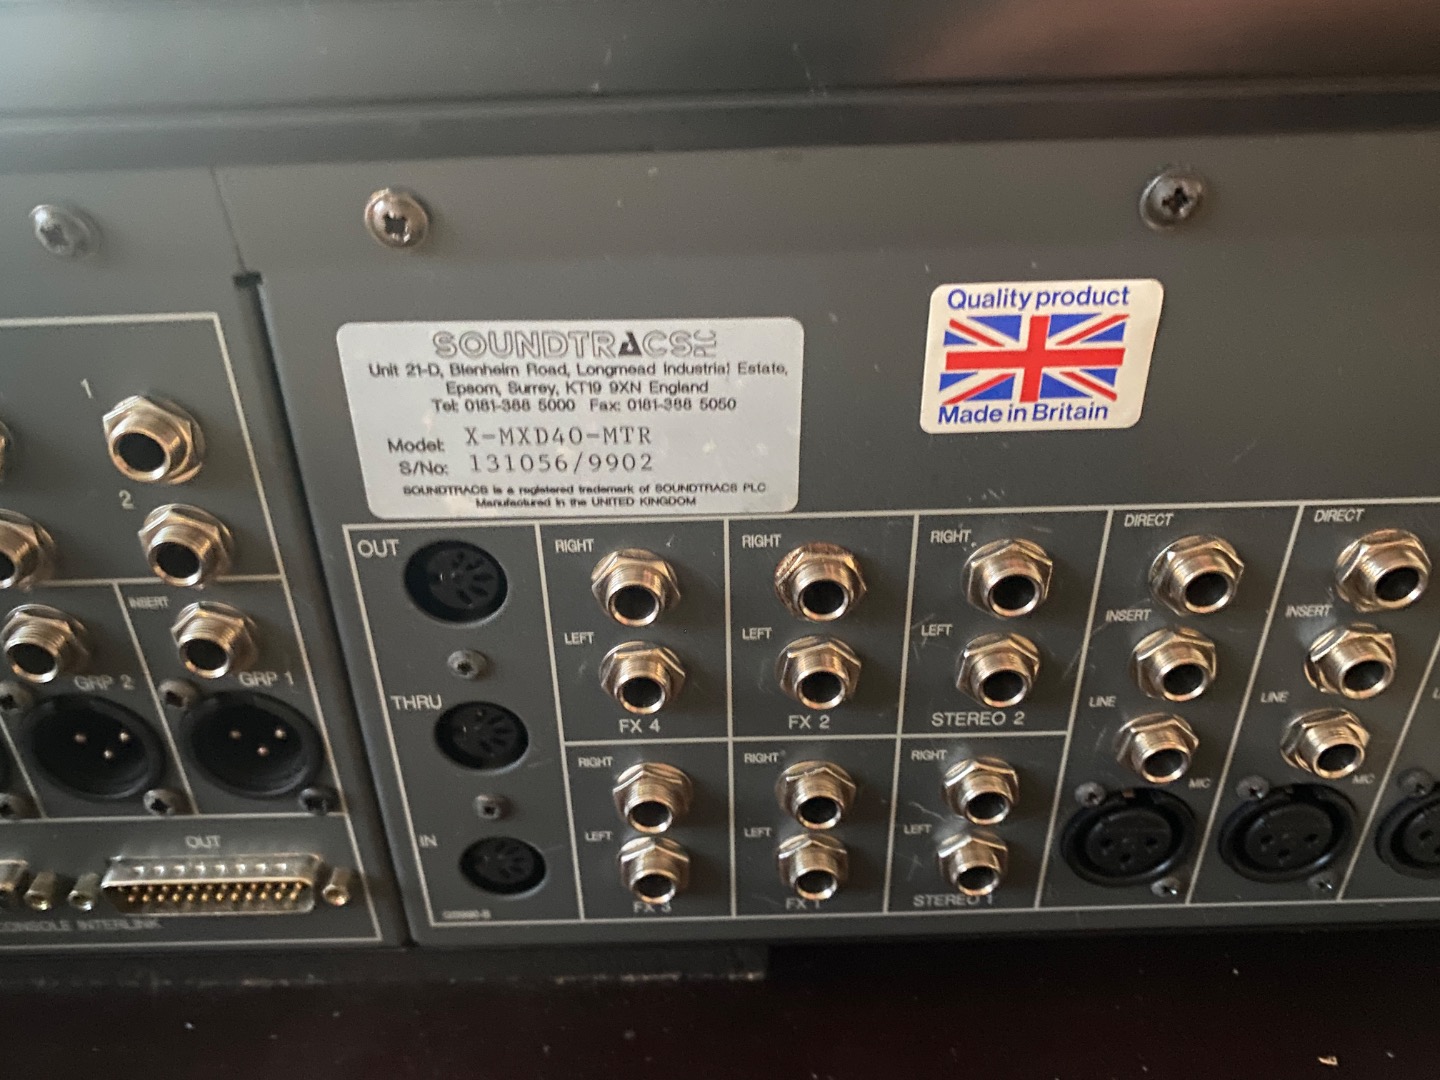 SOUNDTRACS PLC
Unit 21-D, Blenheim Road, Longmead Industrial Estate,
Epsom, Surrey, KT19 9XN England
Tel: 0181-388 5000 Fax: 0181-388 5050
Model: X-MXD40-MTR
S/No: 131056/9902
SOUNDTRACS is a registered trademark of SOUNDTRACS PLC
Manufactured in the UNITED KINGDOM
Quality product
Made in Britain
1
2
INSERT
GRP 2
GRP 1
OUT
CONSOLE INTERLINK
OUT
THRU
IN
RIGHT
LEFT
FX 4
RIGHT
LEFT
FX 3
RIGHT
LEFT
FX 2
RIGHT
LEFT
FX 1
RIGHT
LEFT
STEREO 2
RIGHT
LEFT
STEREO 1
DIRECT
INSERT
LINE
MIC
DIRECT
INSERT
LINE
MIC